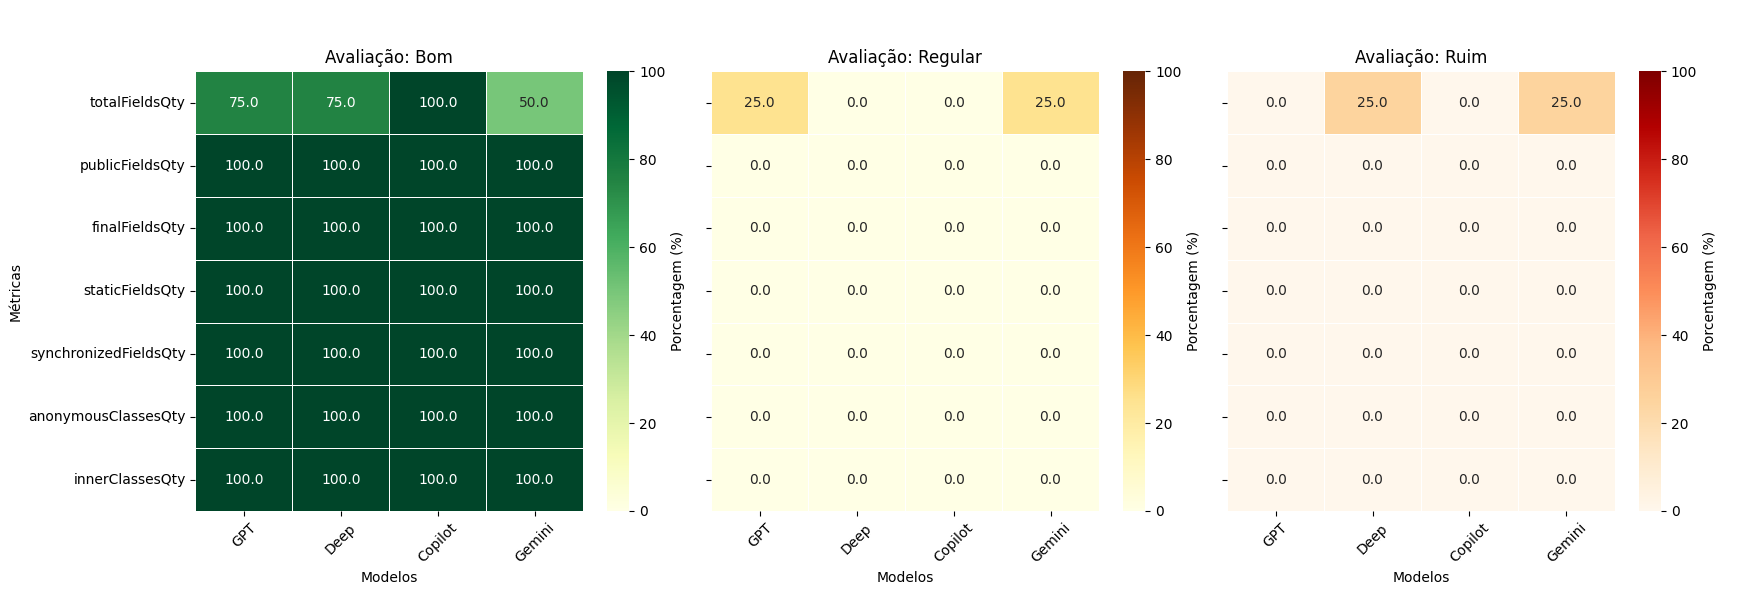 Avaliação: Bom
Avaliação: Regular
Avaliação: Ruim
Métricas
totalFieldsQty
publicFieldsQty
finalFieldsQty
staticFieldsQty
synchronizedFieldsQty
anonymousClassesQty
innerClassesQty
75.0 75.0 100.0 50.0
100.0 100.0 100.0 100.0
100.0 100.0 100.0 100.0
100.0 100.0 100.0 100.0
100.0 100.0 100.0 100.0
100.0 100.0 100.0 100.0
100.0 100.0 100.0 100.0
GPT Deep Copilot Gemini
Modelos
100
80
60
40
20
0
Porcentagem (%)
25.0 0.0 0.0 25.0
0.0 0.0 0.0 0.0
0.0 0.0 0.0 0.0
0.0 0.0 0.0 0.0
0.0 0.0 0.0 0.0
0.0 0.0 0.0 0.0
0.0 0.0 0.0 0.0
GPT Deep Copilot Gemini
Modelos
100
80
60
40
20
0
Porcentagem (%)
0.0 25.0 0.0 25.0
0.0 0.0 0.0 0.0
0.0 0.0 0.0 0.0
0.0 0.0 0.0 0.0
0.0 0.0 0.0 0.0
0.0 0.0 0.0 0.0
0.0 0.0 0.0 0.0
GPT Deep Copilot Gemini
Modelos
100
80
60
40
20
0
Porcentagem (%)